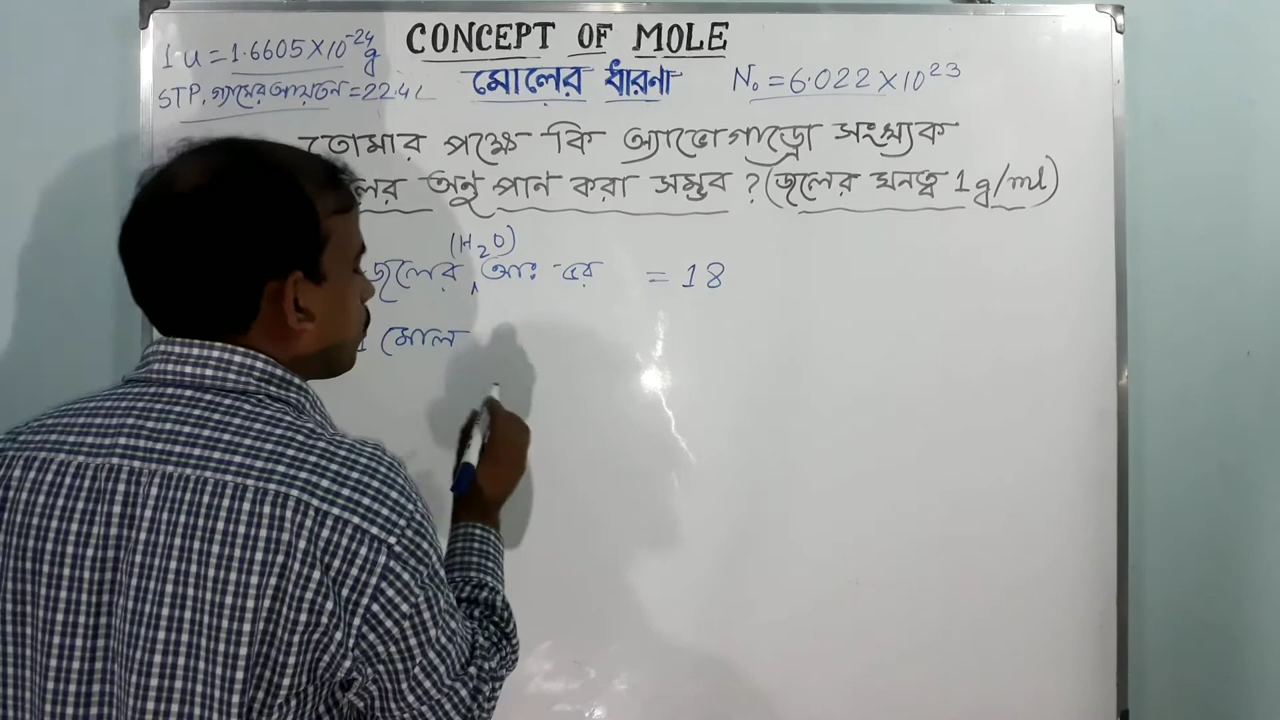 1 u = 1.6605 X 10⁻²⁴ g
CONCEPT OF MOLE
STP, গ্যাসের আয়তন = 22.4 L
মোলের ধারণা
N₀ = 6.022 X 10²³
তোমার পক্ষে কি অ্যাভোগাড্রো সংখ্যক
লের অনু পান করা সম্ভব ? (জলের ঘনত্ব 1 g/ml)
(H₂O)
জলের ^ আঃ ভর = 18
1 মোল